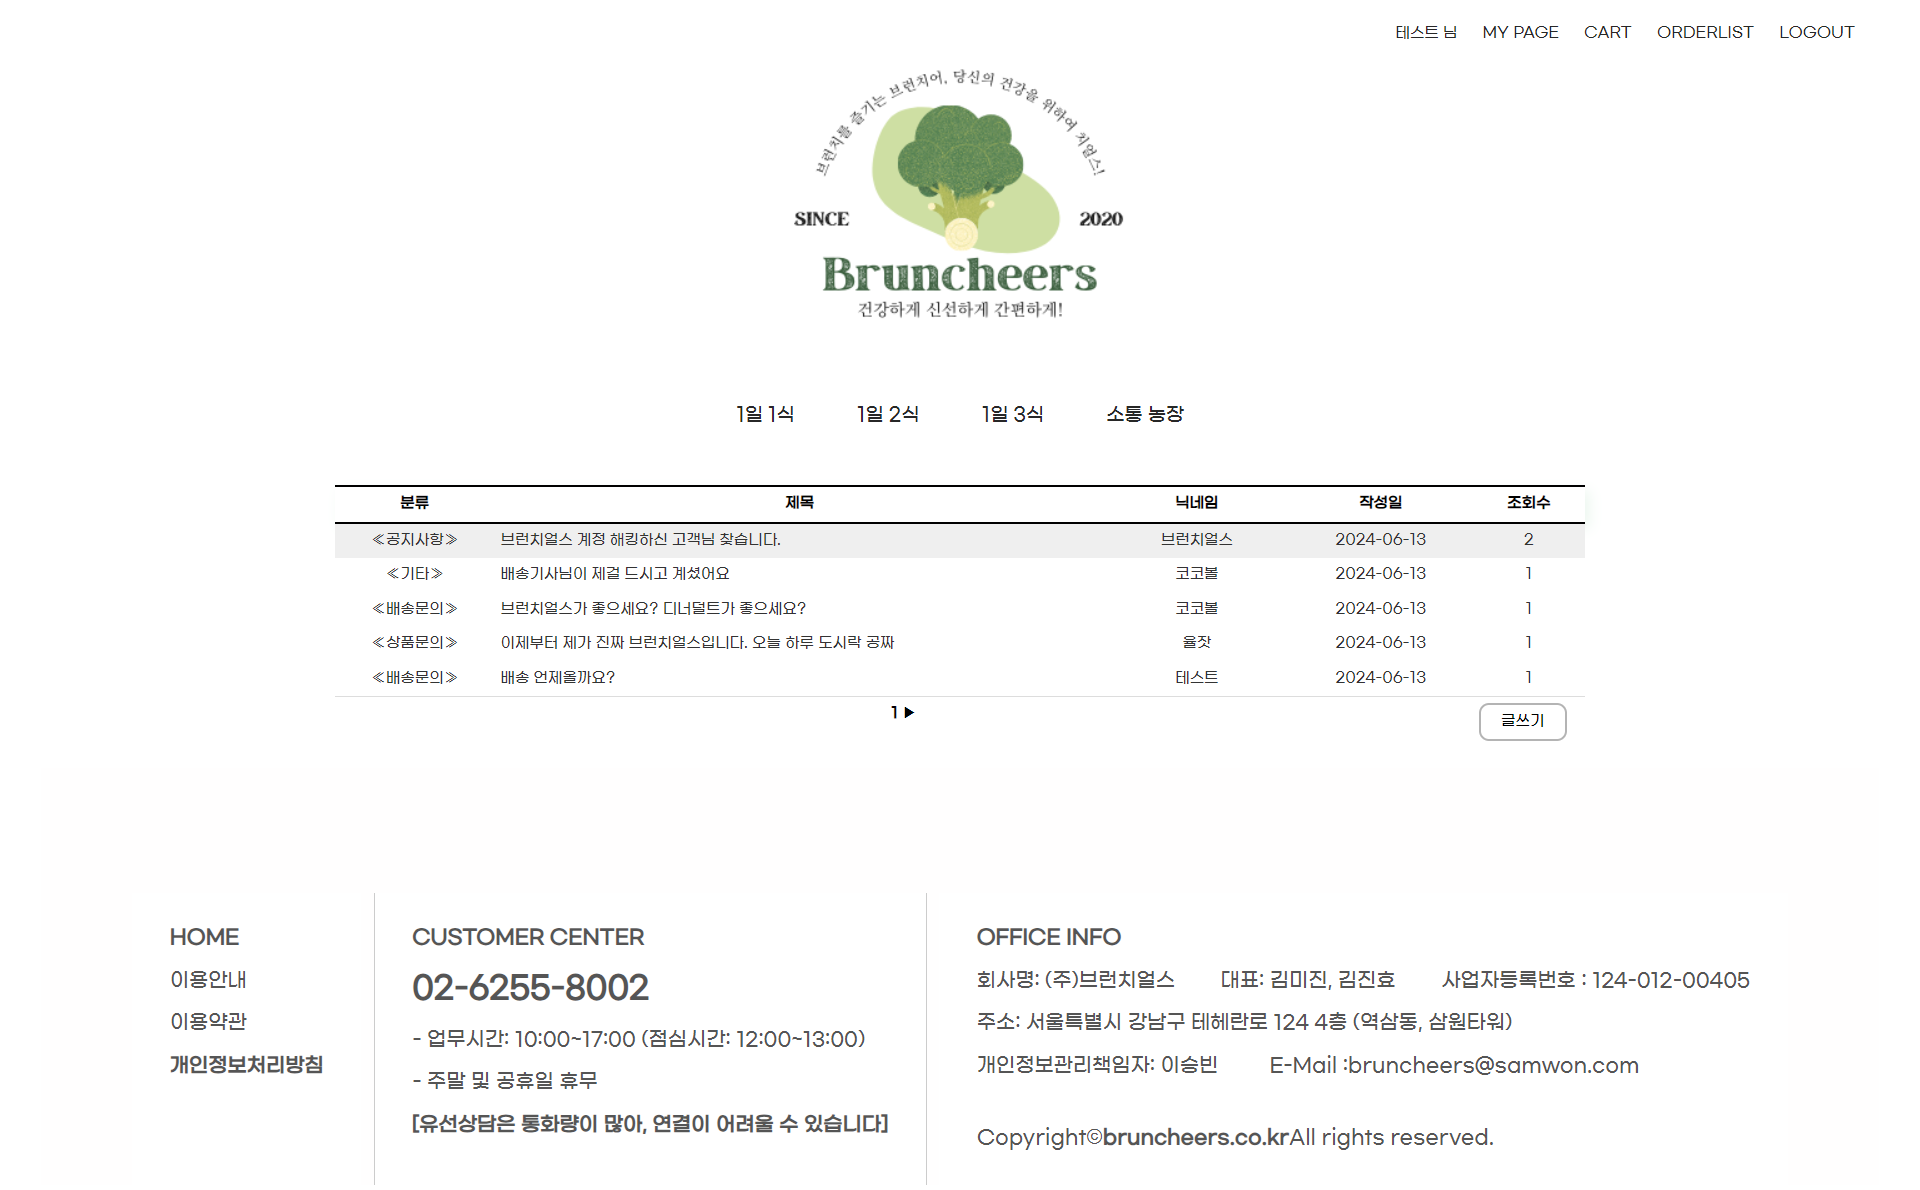 테스트 님 MY PAGE CART ORDERLIST LOGOUT
브런치를 즐기는 브런치어, 당신의 건강을 위하여 치얼스!
SINCE 2020
Bruncheers
건강하게 신선하게 간편하게!
1일 1식 1일 2식 1일 3식 소통 농장
분류 제목 닉네임 작성일 조회수
≪공지사항≫ 브런치얼스 계정 해킹하신 고객님 찾습니다. 브런치얼스 2024-06-13 2
≪기타≫ 배송기사님이 제걸 드시고 계셨어요 코코볼 2024-06-13 1
≪배송문의≫ 브런치얼스가 좋으세요? 디너덜트가 좋으세요? 코코볼 2024-06-13 1
≪상품문의≫ 이제부터 제가 진짜 브런치얼스입니다. 오늘 하루 도시락 공짜 율잣 2024-06-13 1
≪배송문의≫ 배송 언제올까요? 테스트 2024-06-13 1
1 ▶
글쓰기
HOME
이용안내
이용약관
개인정보처리방침
CUSTOMER CENTER
02-6255-8002
- 업무시간: 10:00~17:00 (점심시간: 12:00~13:00)
- 주말 및 공휴일 휴무
[유선상담은 통화량이 많아, 연결이 어려울 수 있습니다]
OFFICE INFO
회사명: (주)브런치얼스 대표: 김미진, 김진효 사업자등록번호 : 124-012-00405
주소: 서울특별시 강남구 테헤란로 124 4층 (역삼동, 삼원타워)
개인정보관리책임자: 이승빈 E-Mail :bruncheers@samwon.com
Copyright©bruncheers.co.krAll rights reserved.